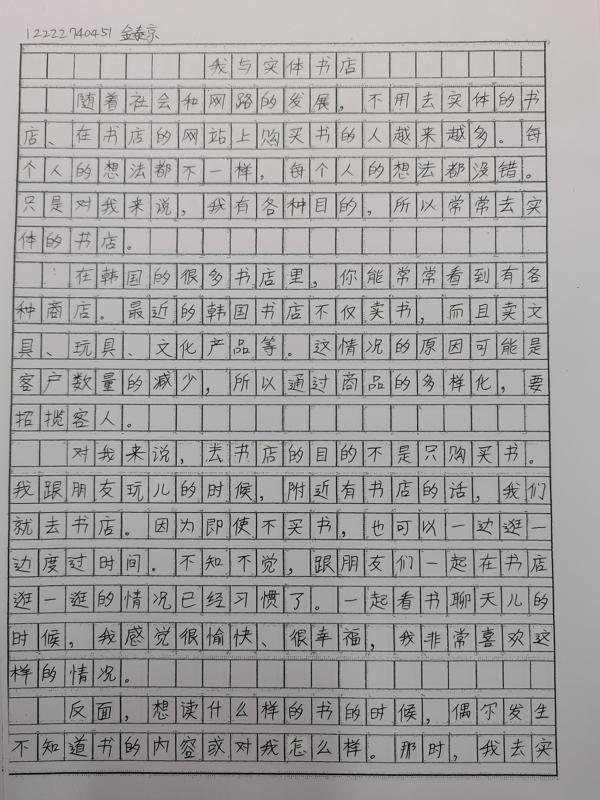 12222740451 金泰京
我与实体书店
随着社会和网路的发展，不用去实体的书
店、在书店的网站上购买书的人越来越多。每
个人的想法都不一样，每个人的想法都没错。
只是对我来说，我有各种目的，所以常常去实
体的书店。
在韩国的很多书店里，你能常常看到有各
种商店。最近的韩国书店不仅卖书，而且卖文
具、玩具、文化产品等。这情况的原因可能是
客户数量的减少，所以通过商品的多样化，要
招揽客人。
对我来说，去书店的目的不是只购买书。
我跟朋友玩儿的时候，附近有书店的话，我们
就去书店。因为即使不买书，也可以一边逛一
边度过时间。不知不觉，跟朋友们一起在书店
逛一逛的情况已经习惯了。一起看书聊天儿的
时候，我感觉很愉快、很幸福，我非常喜欢这
样的情况。
反面，想读什么样的书的时候，偶尔发生
不知道书的内容或对我怎么样。那时，我去实